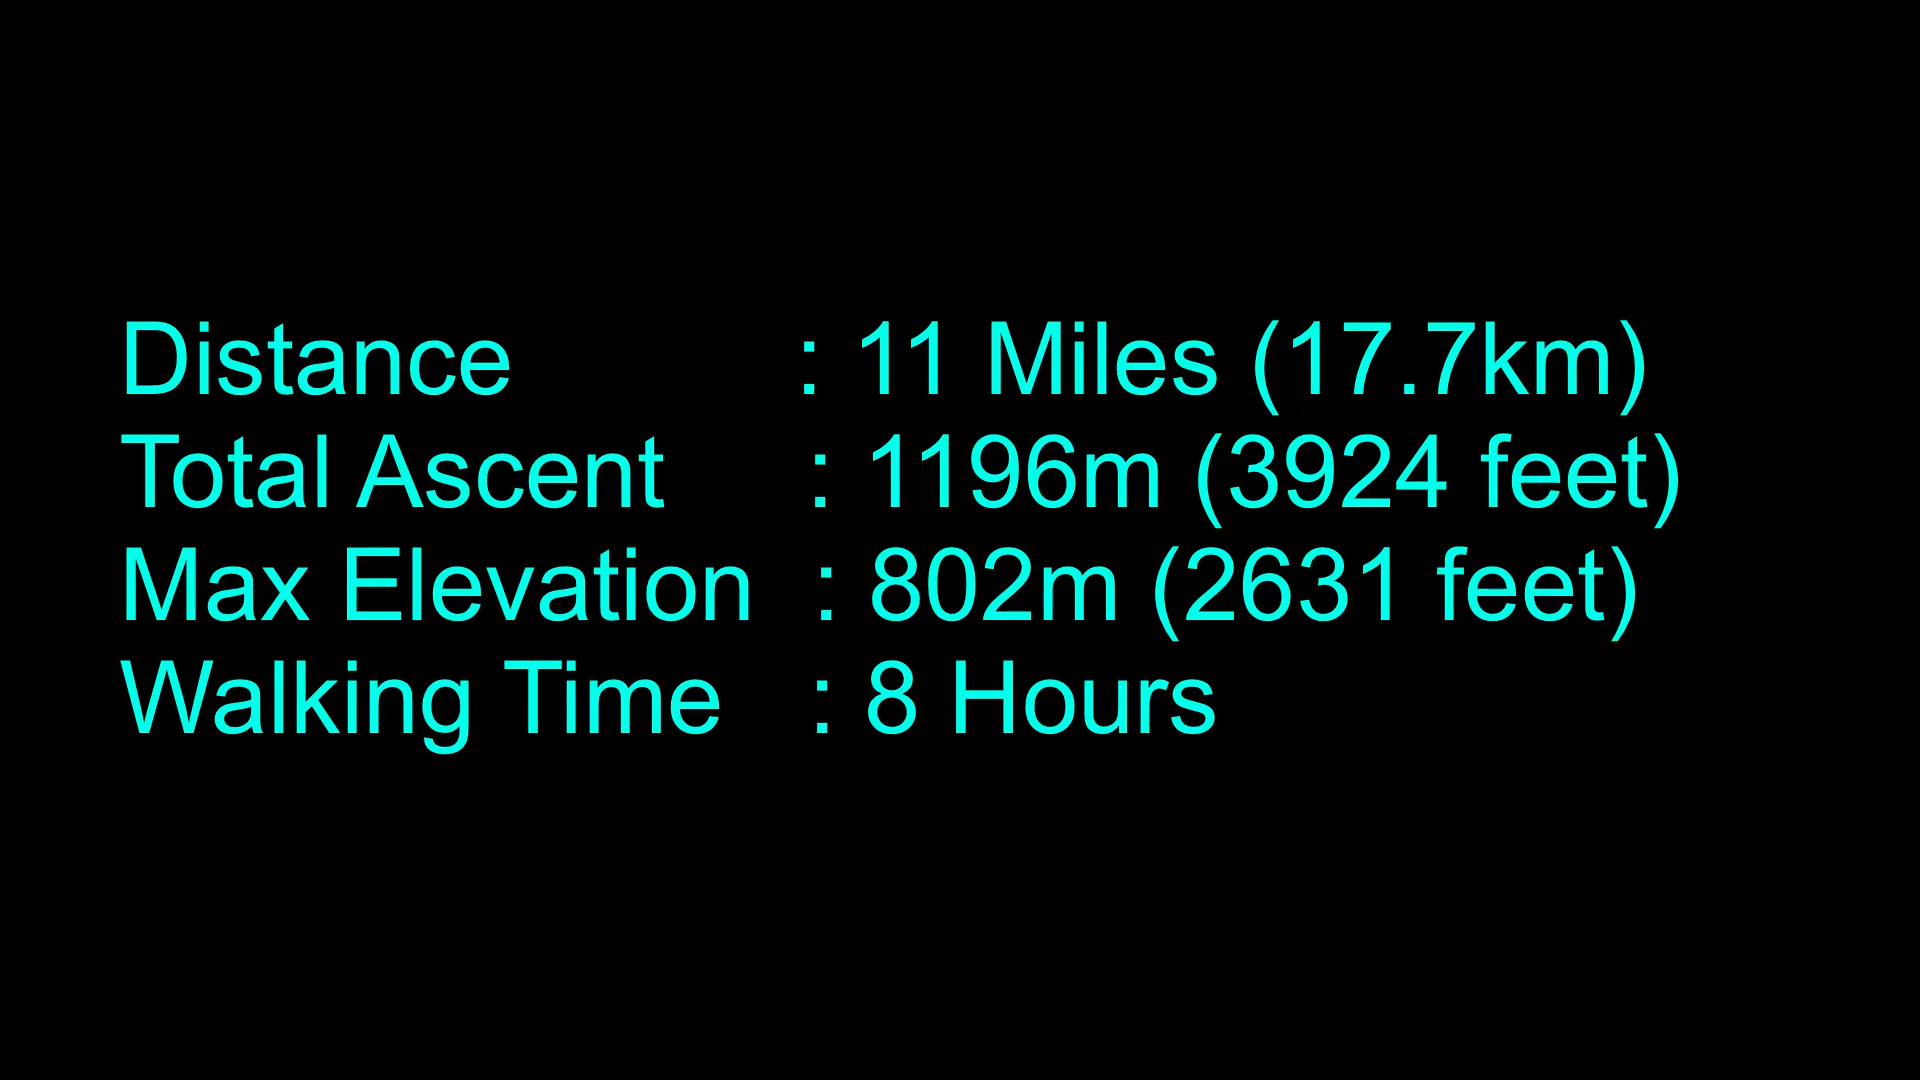 Distance : 11 Miles (17.7km)
Total Ascent : 1196m (3924 feet)
Max Elevation : 802m (2631 feet)
Walking Time : 8 Hours